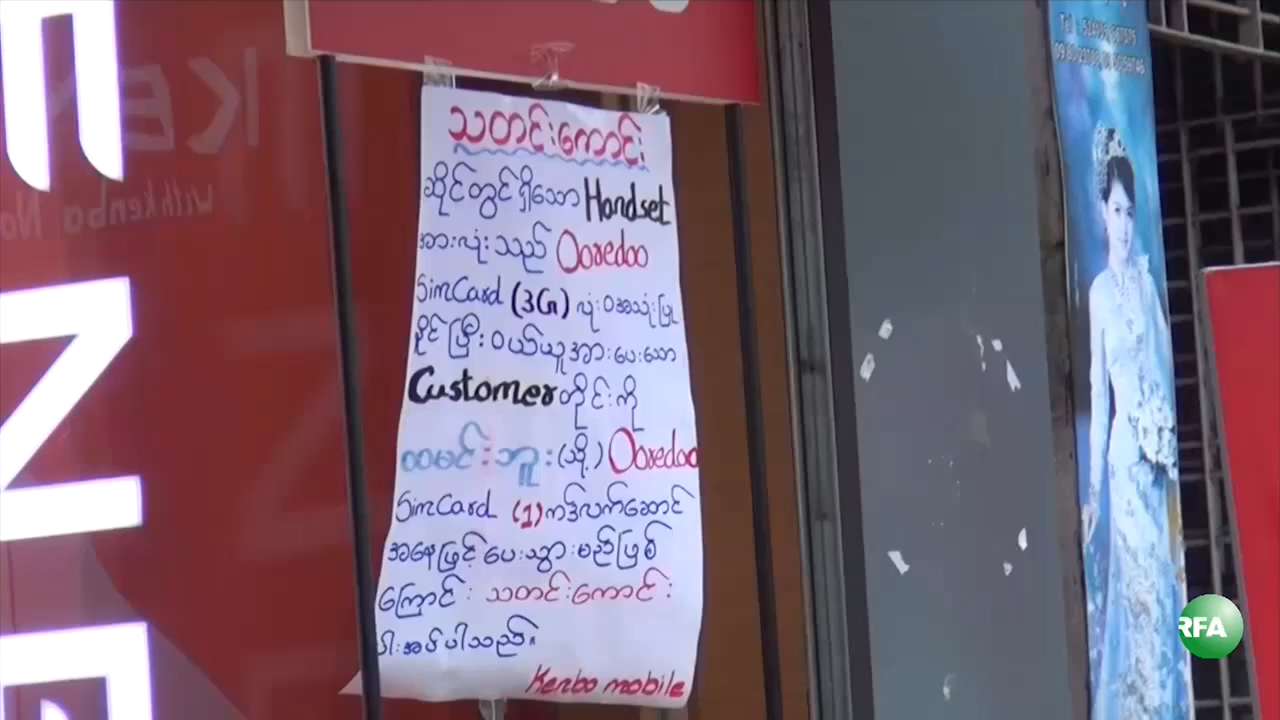 သတင်းကောင်း
ဆိုင်တွင်ရှိသော Handset
အားလုံးသည် Ooredoo
SimCard (3G) လုံးဝအသုံးပြု
နိုင်ပြီး ဝယ်ယူအားပေးသော
Customer တိုင်းကို
ထမင်းဘူး (သို့) Ooredoo
SimCard (1) ကဒ်လက်ဆောင်
အနေဖြင့်ပေးသွားမည်ဖြစ်
ကြောင်း သတင်းကောင်း
ပါးအပ်ပါသည်။
Kenbo mobile
RFA